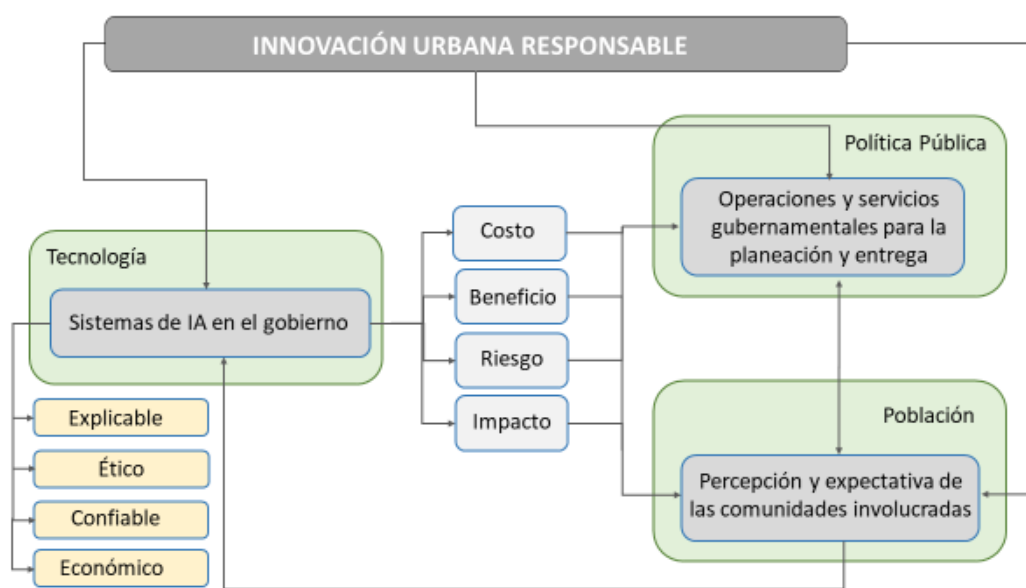 INNOVACIÓN URBANA RESPONSABLE
Política Pública
Operaciones y servicios
gubernamentales para la
planeación y entrega
Tecnología
Sistemas de IA en el gobierno
Costo
Beneficio
Riesgo
Impacto
Explicable
Ético
Confiable
Económico
Población
Percepción y expectativa de
las comunidades involucradas